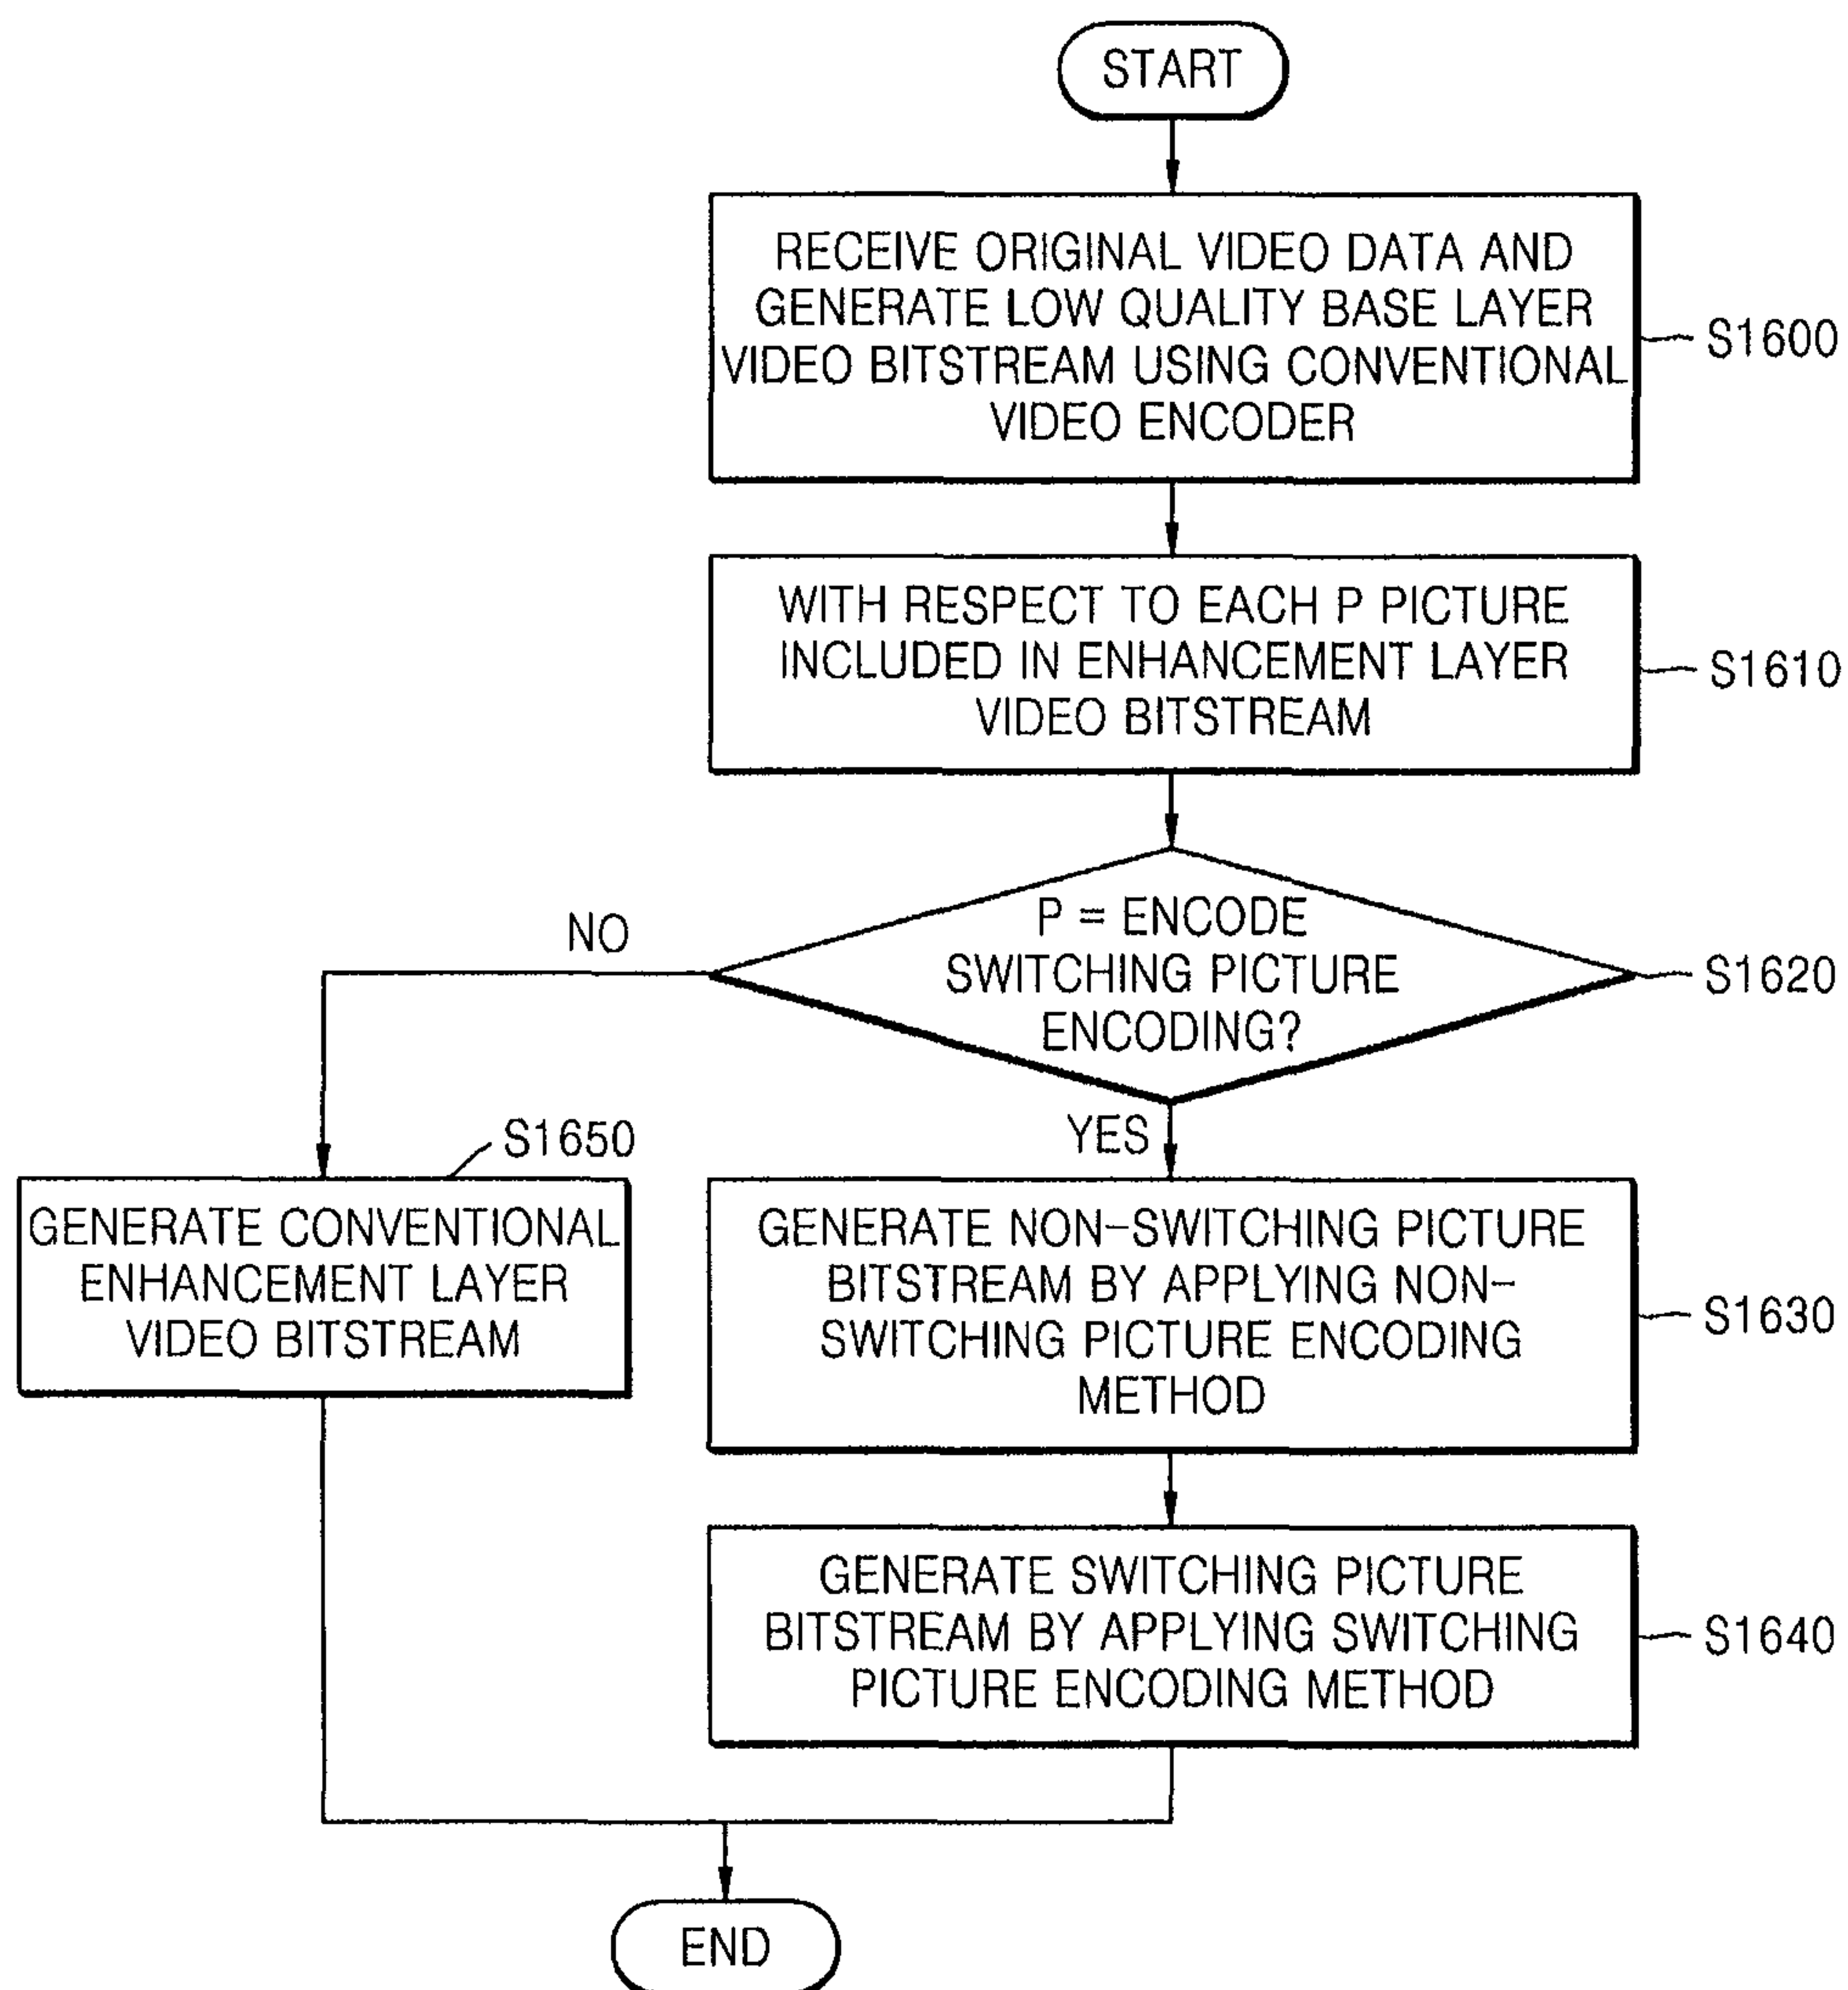 START
RECEIVE ORIGINAL VIDEO DATA AND
GENERATE LOW QUALITY BASE LAYER
VIDEO BITSTREAM USING CONVENTIONAL
VIDEO ENCODER
S1600
WITH RESPECT TO EACH P PICTURE
INCLUDED IN ENHANCEMENT LAYER
VIDEO BITSTREAM
S1610
P = ENCODE
SWITCHING PICTURE
ENCODING?
S1620
NO
YES
S1650
GENERATE CONVENTIONAL
ENHANCEMENT LAYER
VIDEO BITSTREAM
GENERATE NON-SWITCHING PICTURE
BITSTREAM BY APPLYING NON-
SWITCHING PICTURE ENCODING
METHOD
S1630
GENERATE SWITCHING PICTURE
BITSTREAM BY APPLYING SWITCHING
PICTURE ENCODING METHOD
S1640
END